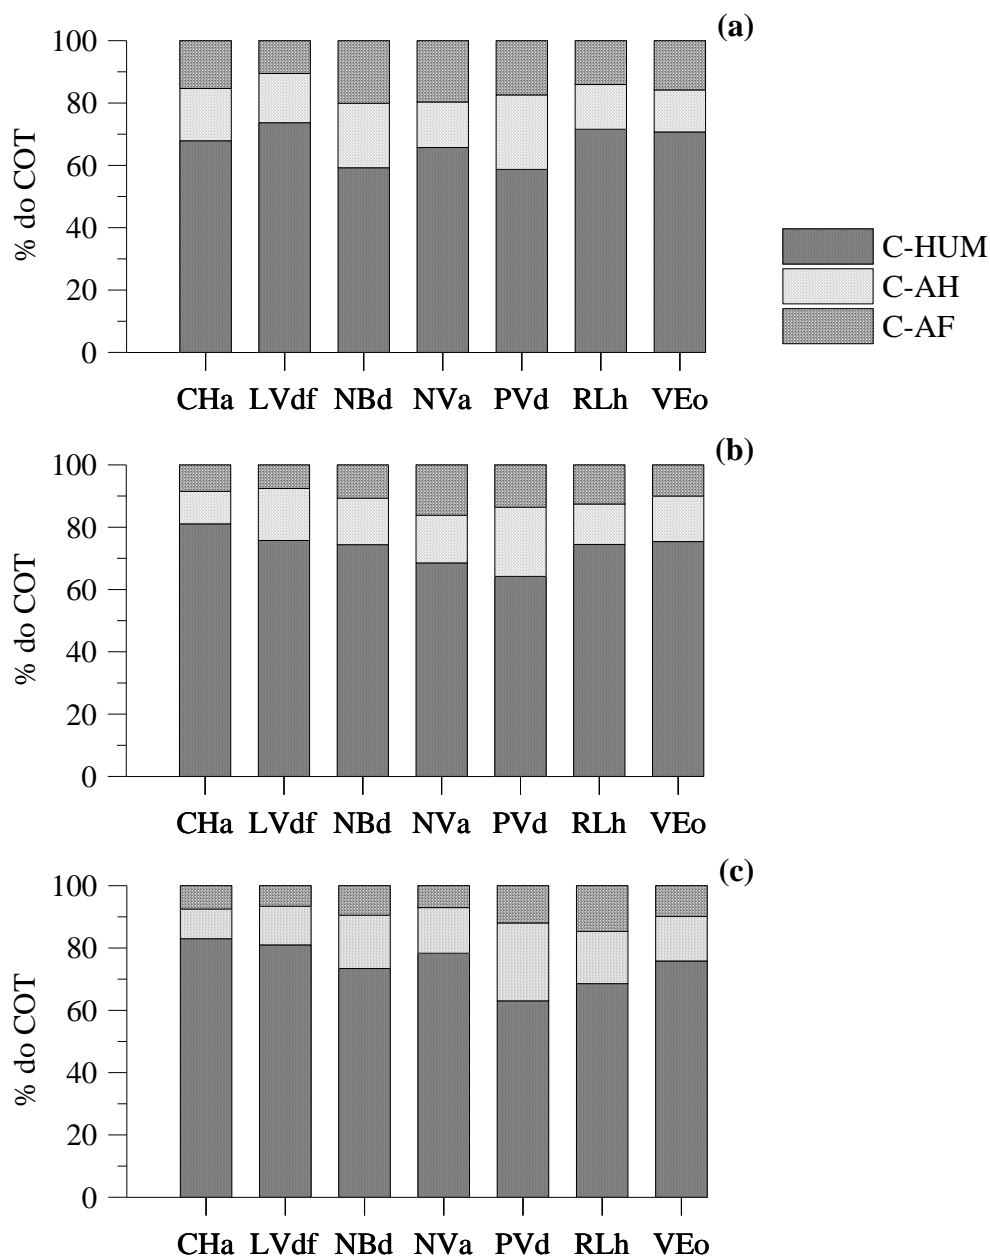 (a)
100
80
60
40
20
0
% do COT
CHa LVdf NBd NVa PVd RLh VEo
C-HUM
C-AH
C-AF
(b)
100
80
60
40
20
0
% do COT
CHa LVdf NBd NVa PVd RLh VEo
(c)
100
80
60
40
20
0
% do COT
CHa LVdf NBd NVa PVd RLh VEo